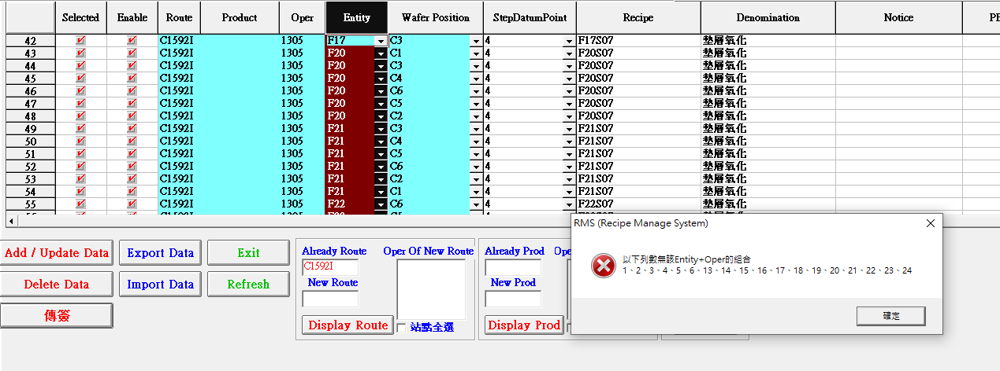 Selected Enable Route Product Oper Entity Wafer Position StepDatumPoint Recipe Denomination Notice
42 C1592I 1305 F17 C3 4 F17S07 墊層氧化
43 C1592I 1305 F20 C1 4 F20S07 墊層氧化
44 C1592I 1305 F20 C3 4 F20S07 墊層氧化
45 C1592I 1305 F20 C4 4 F20S07 墊層氧化
46 C1592I 1305 F20 C6 4 F20S07 墊層氧化
47 C1592I 1305 F20 C5 4 F20S07 墊層氧化
48 C1592I 1305 F20 C2 4 F20S07 墊層氧化
49 C1592I 1305 F21 C3 4 F21S07 墊層氧化
50 C1592I 1305 F21 C4 4 F21S07 墊層氧化
51 C1592I 1305 F21 C5 4 F21S07 墊層氧化
52 C1592I 1305 F21 C6 4 F21S07 墊層氧化
53 C1592I 1305 F21 C2 4 F21S07 墊層氧化
54 C1592I 1305 F21 C1 4 F21S07 墊層氧化
55 C1592I 1305 F22 C6 4 F22S07 墊層氧化
RMS (Recipe Manage System)
以下列數無該Entity+Oper的組合
1、2、3、4、5、6、13、14、15、16、17、18、19、20、21、22、23、24
確定
Add / Update Data Export Data Exit
Delete Data Import Data Refresh
傳簽
Already Route Oper Of New Route
C1592I
New Route
Display Route 站點全選
Already Prod
New Prod
Display Prod